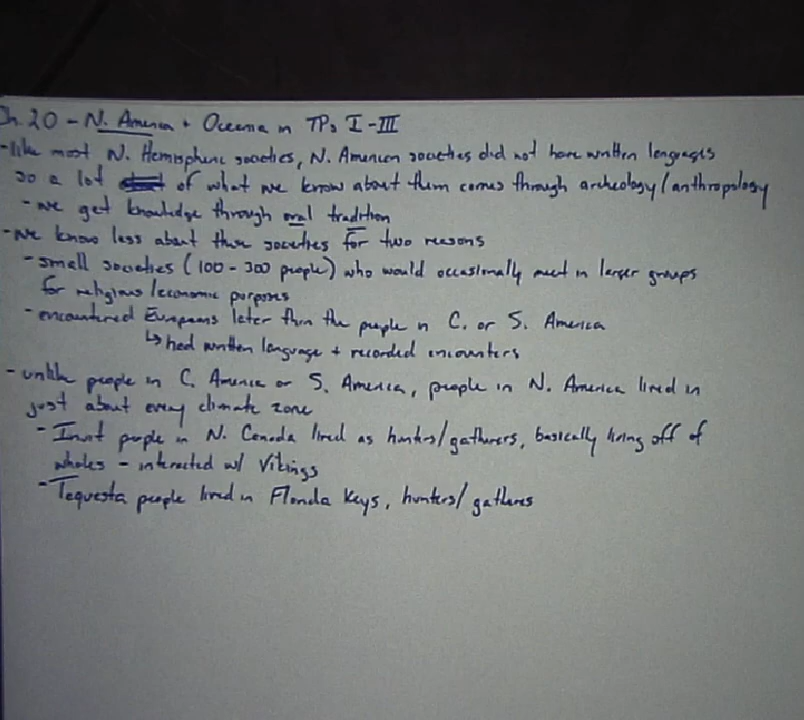 Ch. 20 - N. America + Oceania in TPs I-III
-like most N. Hemisphere societies, N. American societies did not have written languages
so a lot of what we know about them comes through archeology/anthropology
- we get knowledge through oral tradition
-we know less about these societies for two reasons
- small societies (100-300 people) who would occasionally meet in larger groups
for religious/economic purposes
- encountered Europeans later than the people in C. or S. America
↳ had written language + recorded encounters
- unlike people in C. America or S. America, people in N. America lived in
just about every climate zone
- Inuit people in N. Canada lived as hunters/gatherers, basically living off of
whales - interacted w/ Vikings
- Tequesta people lived in Florida Keys, hunters/gatheres